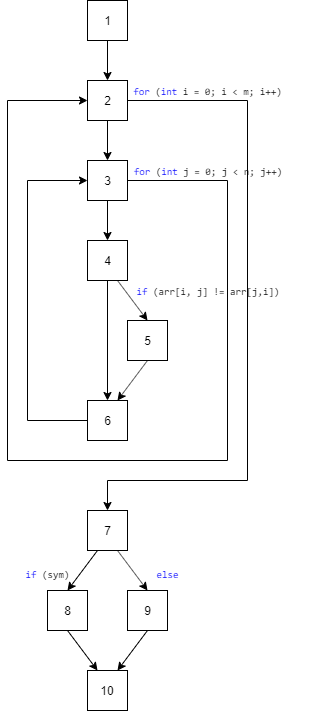 1
2
for (int i = 0; i < m; i++)
3
for (int j = 0; j < n; j++)
4
if (arr[i, j] != arr[j,i])
5
6
7
if (sym)
else
8
9
10